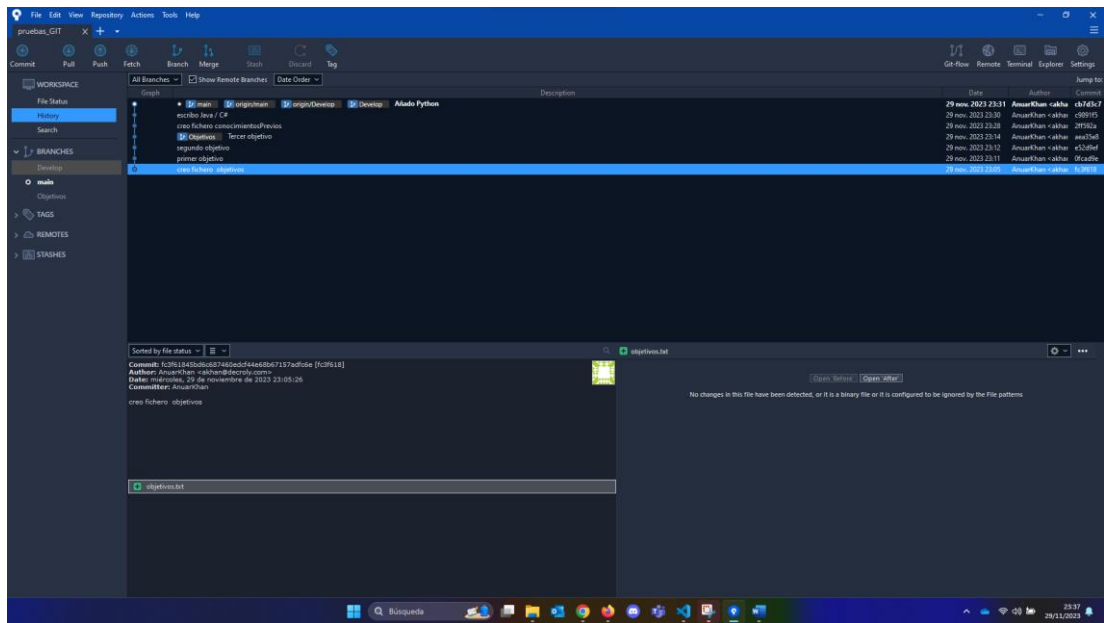 File Edit View Repository Actions Tools Help
pruebas_GIT
Commit Pull Push Fetch Branch Merge Stash Discard Tag Git-flow Remote Terminal Explorer Settings
WORKSPACE
File Status
History
Search
BRANCHES
Develop
main
Objetivos
TAGS
REMOTES
STASHES
All Branches Show Remote Branches Date Order Jump to:
Graph Description Date Author Commit
main origin/main origin/Develop Develop Añado Python 29 nov. 2023 23:31 AnuarKhan <akha cb7d3c7
escribo Java / C# 29 nov. 2023 23:30 AnuarKhan <akhan c9091f5
creo fichero conocimientosPrevios 29 nov. 2023 23:28 AnuarKhan <akhan 2ff592a
Objetivos Tercer objetivo 29 nov. 2023 23:14 AnuarKhan <akhan aea35e8
segundo objetivo 29 nov. 2023 23:12 AnuarKhan <akhan e52d9ef
primer objetivo 29 nov. 2023 23:11 AnuarKhan <akhan 0fcad9e
creo fichero objetivos 29 nov. 2023 23:05 AnuarKhan <akhan fc3f618
Sorted by file status
Commit: [fc3f618]
Author: AnuarKhan <akhan@decroly.com>
Date: miércoles, 29 de noviembre de 2023 23:05:26
Committer: AnuarKhan
creo fichero objetivos
objetivos.txt
objetivos.txt
Open 'Before' Open 'After'
No changes in this file have been detected, or it is a binary file or it is configured to be ignored by the File patterns
Búsqueda
23:37
29/11/2023